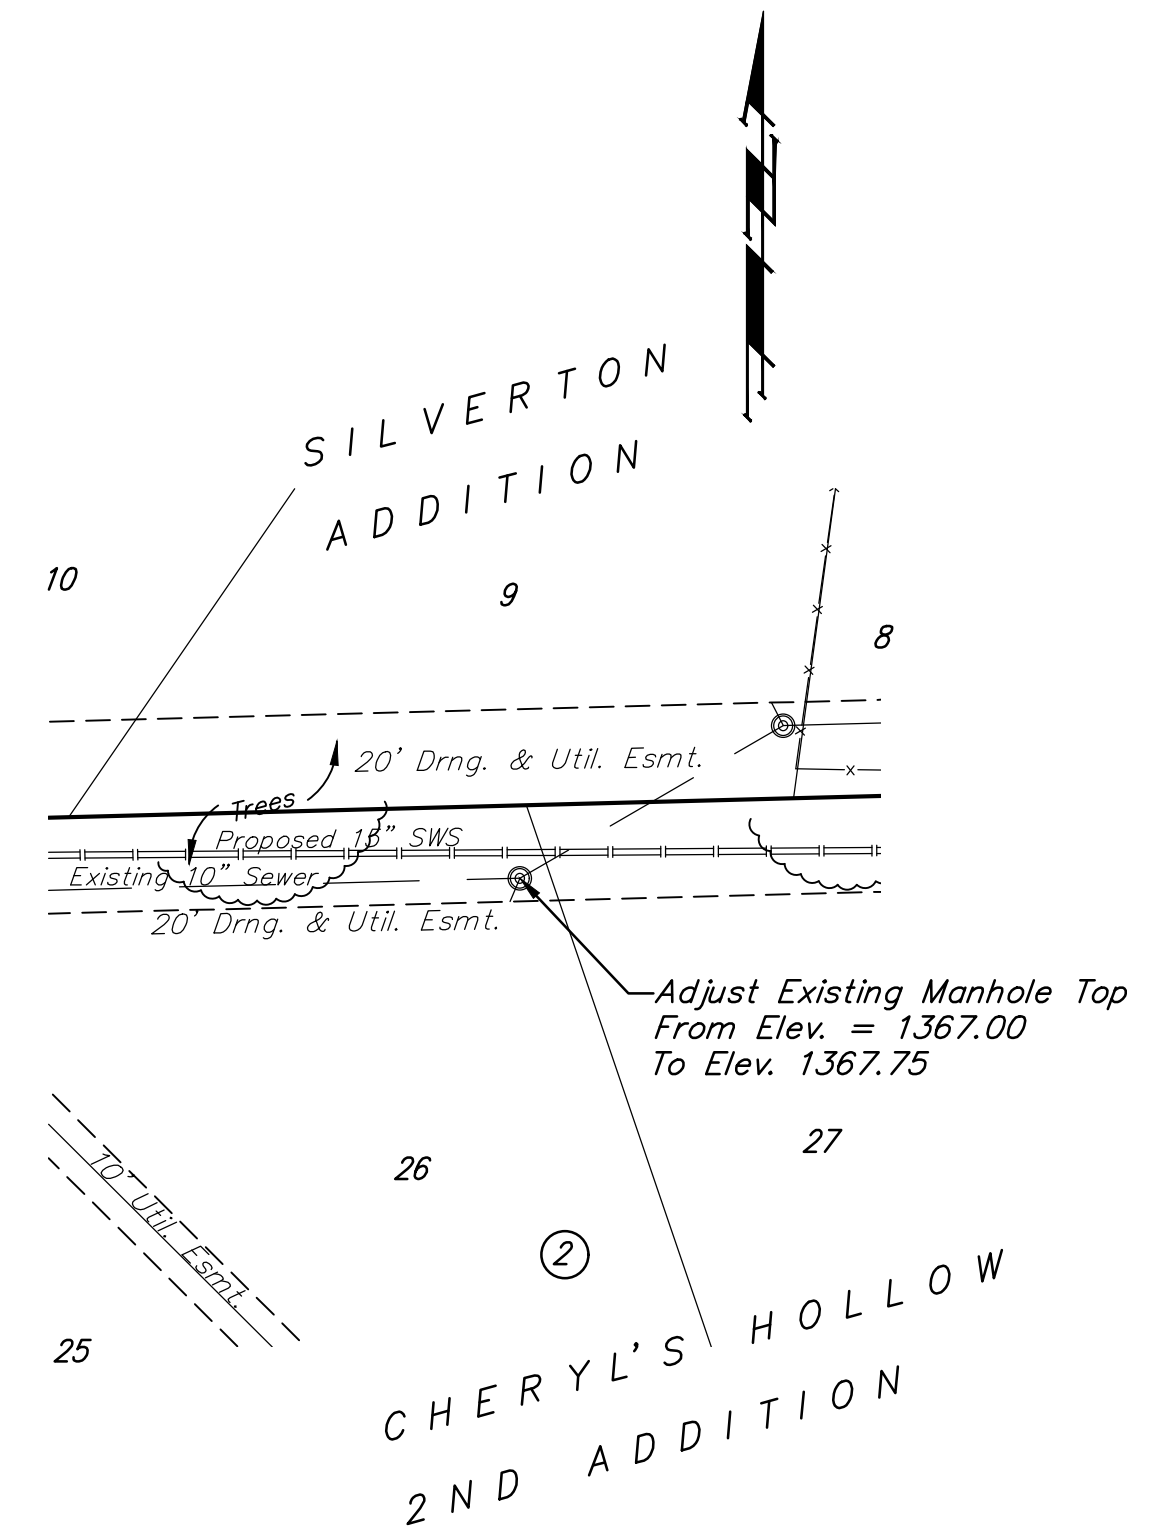 SILVERTON
ADDITION
10
9
8
20' Drng. & Util. Esmt.
Trees
Proposed 15" SWS
Existing 10" Sewer
20' Drng. & Util. Esmt.
Adjust Existing Manhole Top
From Elev. = 1367.00
To Elev. 1367.75
27
26
10' Util. Esmt.
2
25
CHERYL'S HOLLOW
2ND ADDITION